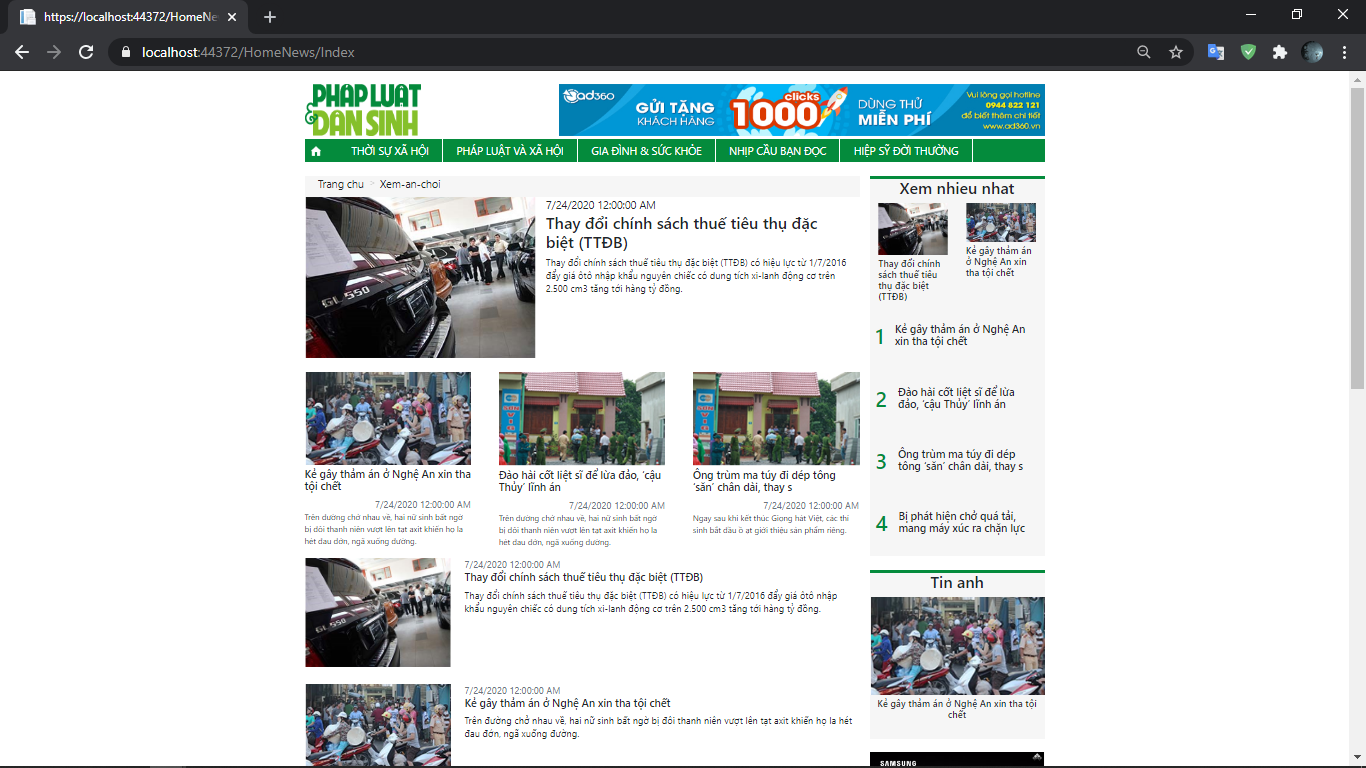 https://localhost:44372/HomeNe
localhost:44372/HomeNews/Index
PHÁP LUẬT
& DÂN SINH
ad360
GỬI TẶNG
KHÁCH HÀNG
1000
clicks
DÙNG THỬ
MIỄN PHÍ
Vui lòng gọi hotline
0944 822 121
để biết thêm chi tiết
www.ad360.vn
THỜI SỰ XÃ HỘI
PHÁP LUẬT VÀ XÃ HỘI
GIA ĐÌNH & SỨC KHỎE
NHỊP CẦU BẠN ĐỌC
HIỆP SỸ ĐỜI THƯỜNG
Trang chu > Xem-an-choi
7/24/2020 12:00:00 AM
Thay đổi chính sách thuế tiêu thụ đặc
biệt (TTĐB)
Thay đổi chính sách thuế tiêu thụ đặc biệt (TTĐB) có hiệu lực từ 1/7/2016
đẩy giá ôtô nhập khẩu nguyên chiếc có dung tích xi-lanh động cơ trên
2.500 cm3 tăng tới hàng tỷ đồng.
GL 550
Kẻ gây thảm án ở Nghệ An xin tha
tội chết
7/24/2020 12:00:00 AM
Trên đường chở nhau về, hai nữ sinh bất ngờ
bị đôi thanh niên vượt lên tạt axit khiến họ la
hét đau đớn, ngã xuống đường.
Đào hài cốt liệt sĩ để lừa đảo, ‘cậu
Thủy’ lĩnh án
7/24/2020 12:00:00 AM
Trên đường chở nhau về, hai nữ sinh bất ngờ
bị đôi thanh niên vượt lên tạt axit khiến họ la
hét đau đớn, ngã xuống đường.
Ông trùm ma túy đi dép tông
‘săn’ chân dài, thay s
7/24/2020 12:00:00 AM
Ngay sau khi kết thúc Giọng hát Việt, các thí
sinh bắt đầu ồ ạt giới thiệu sản phẩm riêng.
7/24/2020 12:00:00 AM
Thay đổi chính sách thuế tiêu thụ đặc biệt (TTĐB)
Thay đổi chính sách thuế tiêu thụ đặc biệt (TTĐB) có hiệu lực từ 1/7/2016 đẩy giá ôtô nhập
khẩu nguyên chiếc có dung tích xi-lanh động cơ trên 2.500 cm3 tăng tới hàng tỷ đồng.
7/24/2020 12:00:00 AM
Kẻ gây thảm án ở Nghệ An xin tha tội chết
Trên đường chở nhau về, hai nữ sinh bất ngờ bị đôi thanh niên vượt lên tạt axit khiến họ la hét
đau đớn, ngã xuống đường.
Xem nhieu nhat
Thay đổi chính
sách thuế tiêu
thụ đặc biệt
(TTĐB)
Kẻ gây thảm án
ở Nghệ An xin
tha tội chết
1 Kẻ gây thảm án ở Nghệ An
xin tha tội chết
2 Đào hài cốt liệt sĩ để lừa
đảo, ‘cậu Thủy’ lĩnh án
3 Ông trùm ma túy đi dép
tông ‘săn’ chân dài, thay s
4 Bị phát hiện chở quá tải,
mang máy xúc ra chặn lực
Tin anh
Kẻ gây thảm án ở Nghệ An xin tha tội
chết
SAMSUNG